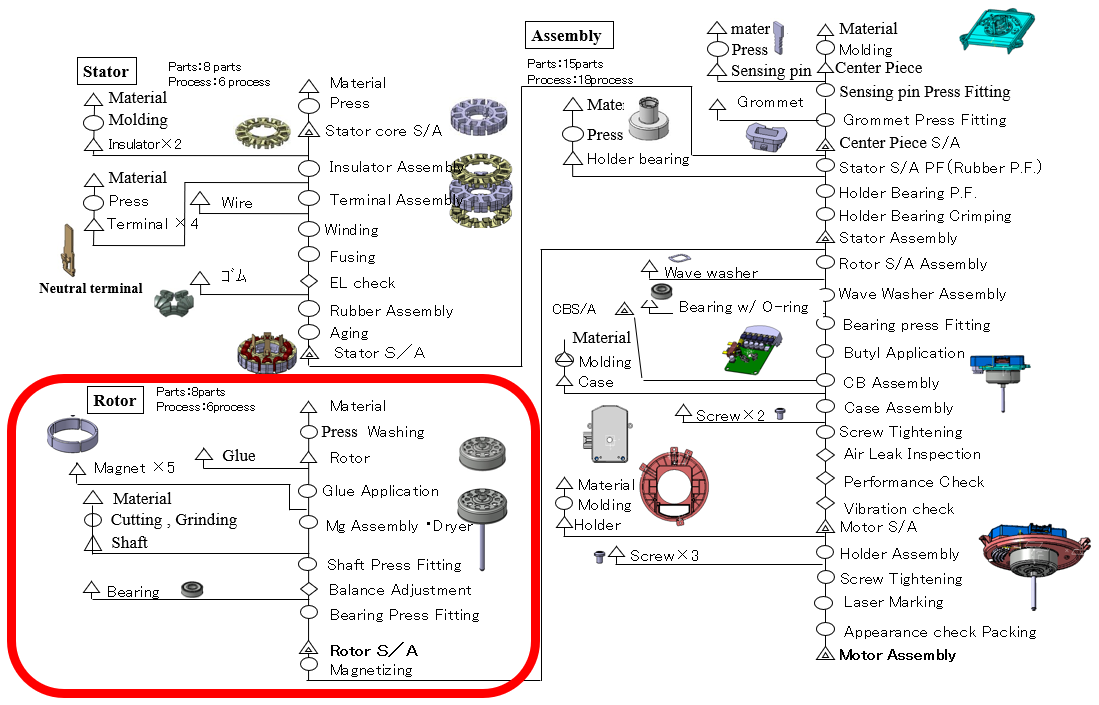 Stator
Parts:8 parts
Process:6 process
Material
Molding
Insulator×2
Material
Press
Terminal × 4
Neutral terminal
Wire
ゴム
Material
Press
Stator core S/A
Insulator Assembly
Terminal Assembly
Winding
Fusing
EL check
Rubber Assembly
Aging
Stator S/A
Rotor
Parts:8parts
Process:6process
Magnet ×5
Material
Cutting , Grinding
Shaft
Bearing
Glue
Material
Press Washing
Rotor
Glue Application
Mg Assembly ・Dryer
Shaft Press Fitting
Balance Adjustment
Bearing Press Fitting
Rotor S/A
Magnetizing
Assembly
Parts:15parts
Process:18process
Mate:
Press
Holder bearing
mater
Press
Sensing pin
Grommet
Wave washer
Bearing w/ O-ring
CBS/A
Material
Molding
Case
Screw×2
Material
Molding
Holder
Screw×3
Material
Molding
Center Piece
Sensing pin Press Fitting
Grommet Press Fitting
Center Piece S/A
Stator S/A PF(Rubber P.F.)
Holder Bearing P.F.
Holder Bearing Crimping
Stator Assembly
Rotor S/A Assembly
Wave Washer Assembly
Bearing press Fitting
Butyl Application
CB Assembly
Case Assembly
Screw Tightening
Air Leak Inspection
Performance Check
Vibration check
Motor S/A
Holder Assembly
Screw Tightening
Laser Marking
Appearance check Packing
Motor Assembly